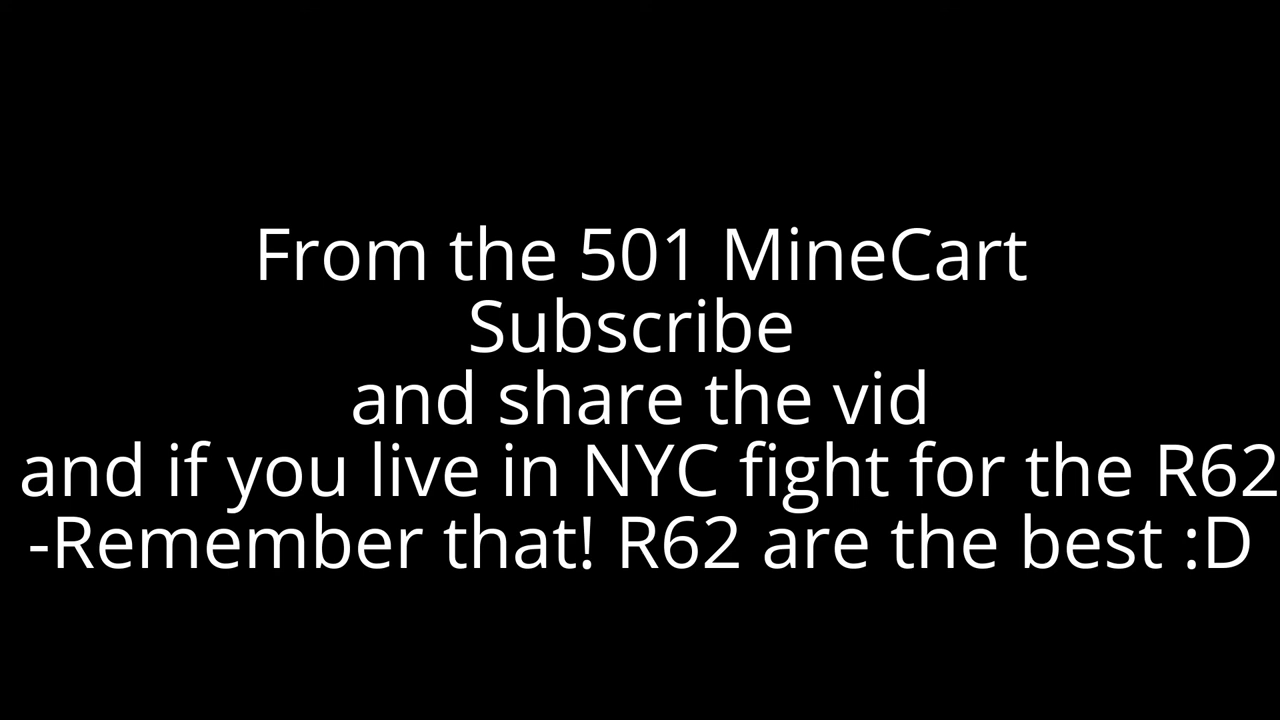 From the 501 MineCart
Subscribe
and share the vid
and if you live in NYC fight for the R62
-Remember that! R62 are the best :D